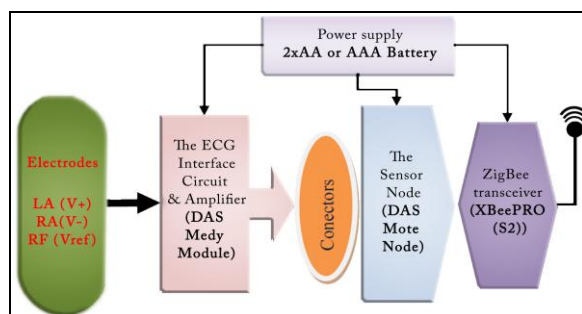 Power supply
2xAA or AAA Battery
Electrodes
LA (V+)
RA(V-)
RF (Vref)
The ECG
Interface
Circuit
& Amplifier
(DAS
Medy
Module)
Conectors
The
Sensor
Node
(DAS
Mote
Node)
ZigBee
transceiver
(XBeePRO
(S2))